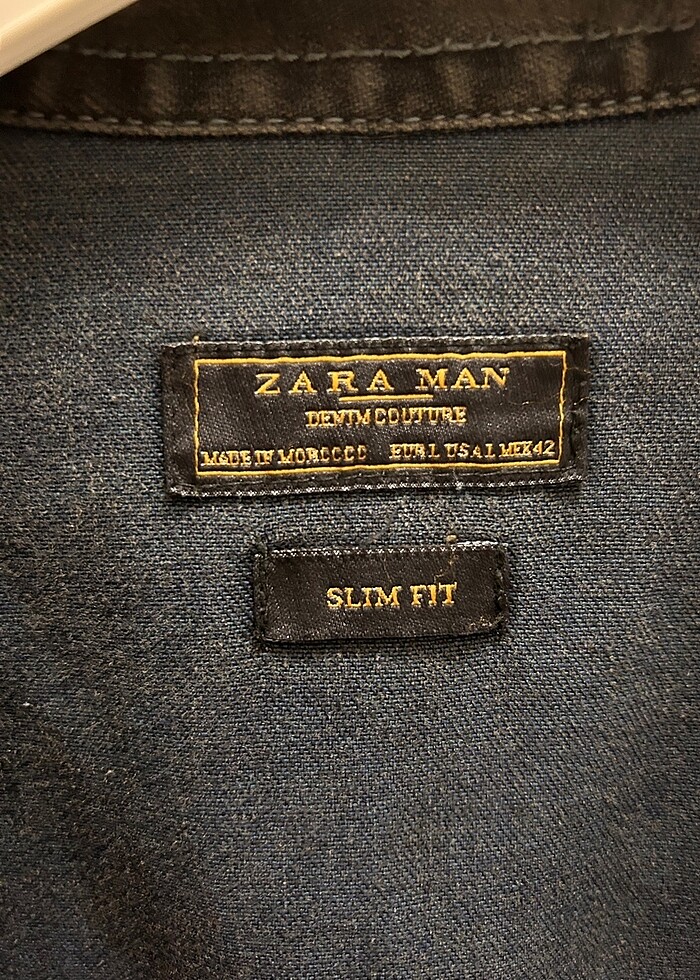 ZARA MAN
DENIM COUTURE
MADE IN MOROCCO EUR L USA L MEX 42
SLIM FIT